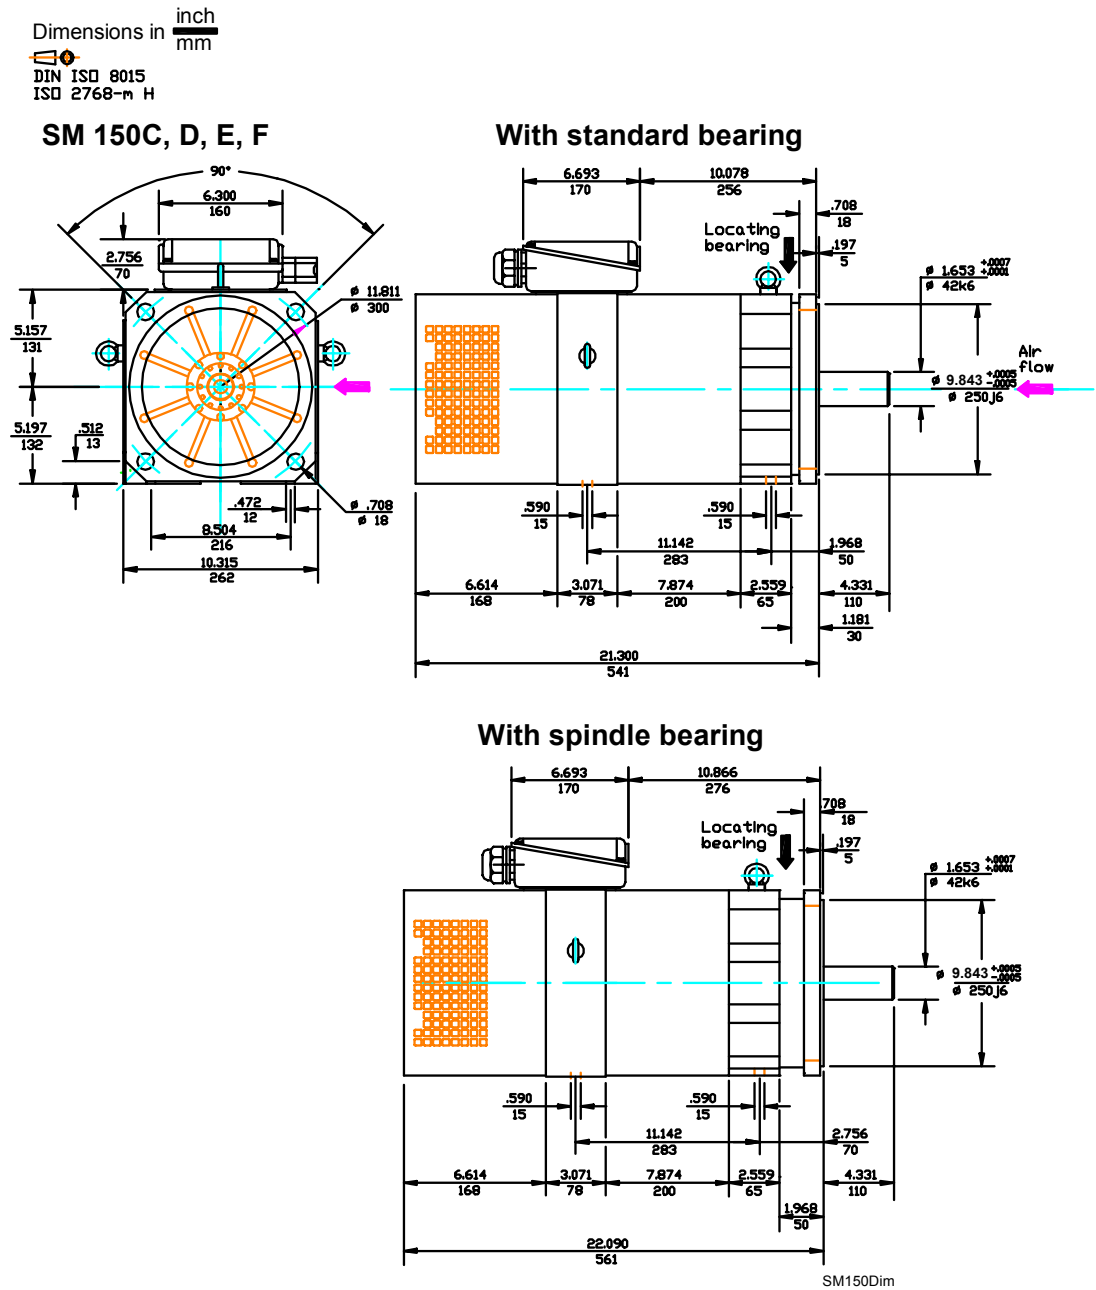 Dimensions in inch
mm
DIN ISO 8015
ISO 2768-m H
SM 150C, D, E, F
With standard bearing
90°
6.300
160
2.756
70
ø 11.811
ø 300
5.157
131
5.197
132
.512
13
.472
12
ø .708
ø 18
8.504
216
10.315
262
6.693
170
10.078
256
.708
18
Locating
bearing
.197
5
ø 1.653 +.0007 +.0001
ø 42k6
Air
flow
ø 9.843 +.0005 -.0005
ø 250j6
.590
15
.590
15
11.142
283
1.968
50
6.614
168
3.071
78
7.874
200
2.559
65
4.331
110
1.181
30
21.300
541
With spindle bearing
6.693
170
10.866
276
.708
18
Locating
bearing
.197
5
ø 1.653 +.0007 +.0001
ø 42k6
ø 9.843 +.0005 -.0005
ø 250j6
.590
15
.590
15
11.142
283
2.756
70
6.614
168
3.071
78
7.874
200
2.559
65
4.331
110
1.968
50
22.090
561
SM150Dim